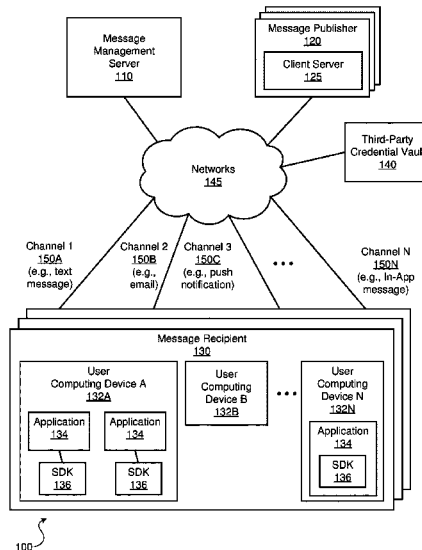 Message
Management
Server
110
Message Publisher
120
Client Server
125
Third-Party
Credential Vault
140
Networks
145
Channel 1
150A
(e.g., text
message)
Channel 2
150B
(e.g.,
email)
Channel 3
150C
(e.g., push
notification)
Channel N
150N
(e.g., In-App
message)
Message Recipient
130
User
Computing Device A
132A
Application
134
SDK
136
Application
134
SDK
136
User
Computing
Device B
132B
User
Computing
Device N
132N
Application
134
SDK
136
100